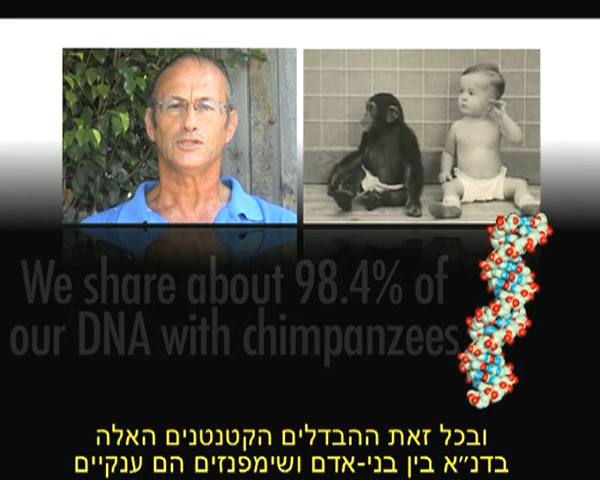 We share about 98.4% of
our DNA with chimpanzees
ובכל זאת ההבדלים הקטנטנים האלה
בדנ״א בין בני-אדם ושימפנזים הם ענקיים